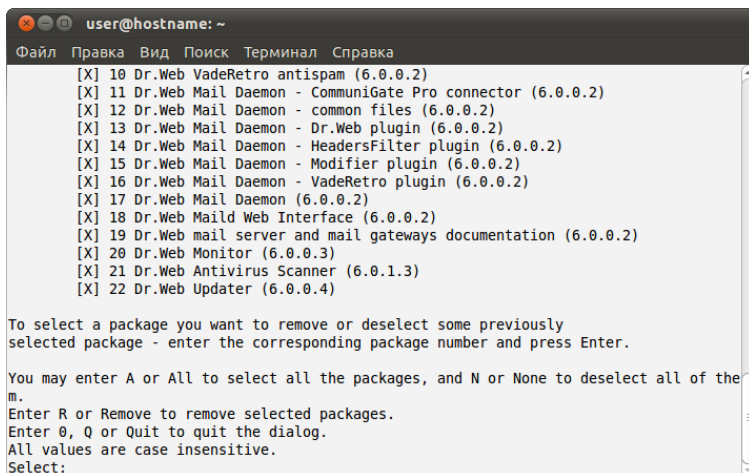 user@hostname: ~
Файл Правка Вид Поиск Терминал Справка
[X] 10 Dr.Web VadeRetro antispam (6.0.0.2)
[X] 11 Dr.Web Mail Daemon - CommuniGate Pro connector (6.0.0.2)
[X] 12 Dr.Web Mail Daemon - common files (6.0.0.2)
[X] 13 Dr.Web Mail Daemon - Dr.Web plugin (6.0.0.2)
[X] 14 Dr.Web Mail Daemon - HeadersFilter plugin (6.0.0.2)
[X] 15 Dr.Web Mail Daemon - Modifier plugin (6.0.0.2)
[X] 16 Dr.Web Mail Daemon - VadeRetro plugin (6.0.0.2)
[X] 17 Dr.Web Mail Daemon (6.0.0.2)
[X] 18 Dr.Web Maild Web Interface (6.0.0.2)
[X] 19 Dr.Web mail server and mail gateways documentation (6.0.0.2)
[X] 20 Dr.Web Monitor (6.0.0.3)
[X] 21 Dr.Web Antivirus Scanner (6.0.1.3)
[X] 22 Dr.Web Updater (6.0.0.4)
To select a package you want to remove or deselect some previously
selected package - enter the corresponding package number and press Enter.
You may enter A or All to select all the packages, and N or None to deselect all of the
m.
Enter R or Remove to remove selected packages.
Enter 0, Q or Quit to quit the dialog.
All values are case insensitive.
Select: